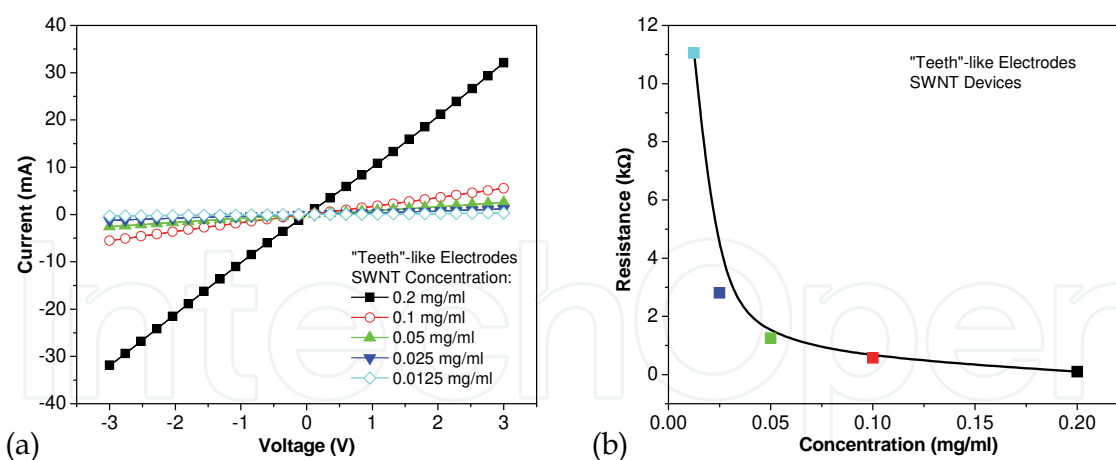 40
30
20
10
0
-10
-20
-30
-40
Current (mA)
"Teeth"-like Electrodes
SWNT Concentration:
0.2 mg/ml
0.1 mg/ml
0.05 mg/ml
0.025 mg/ml
0.0125 mg/ml
-3 -2 -1 0 1 2 3
Voltage (V)
(a)
12
10
8
6
4
2
0
Resistance (kΩ)
"Teeth"-like Electrodes
SWNT Devices
0.00 0.05 0.10 0.15 0.20
Concentration (mg/ml)
(b)
IntechOpen